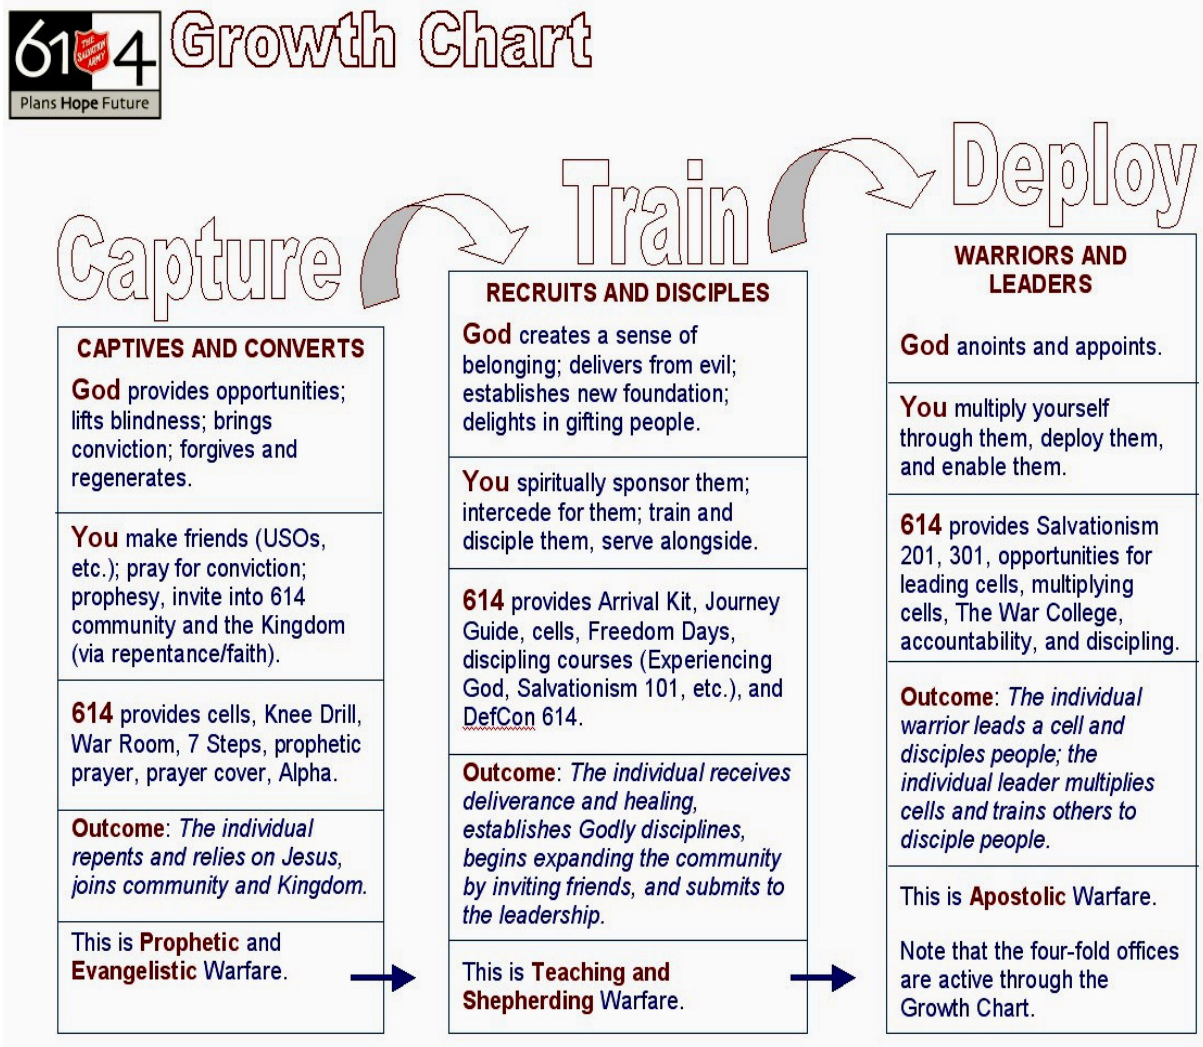 614
THE
SALVATION
ARMY
Plans Hope Future
Growth Chart
Capture
CAPTIVES AND CONVERTS
God provides opportunities;
lifts blindness; brings
conviction; forgives and
regenerates.
You make friends (USOs,
etc.); pray for conviction;
prophesy, invite into 614
community and the Kingdom
(via repentance/faith).
614 provides cells, Knee Drill,
War Room, 7 Steps, prophetic
prayer, prayer cover, Alpha.
Outcome: The individual
repents and relies on Jesus,
joins community and Kingdom.
This is Prophetic and
Evangelistic Warfare.
Train
RECRUITS AND DISCIPLES
God creates a sense of
belonging; delivers from evil;
establishes new foundation;
delights in gifting people.
You spiritually sponsor them;
intercede for them; train and
disciple them, serve alongside.
614 provides Arrival Kit, Journey
Guide, cells, Freedom Days,
discipling courses (Experiencing
God, Salvationism 101, etc.), and
DefCon 614.
Outcome: The individual receives
deliverance and healing,
establishes Godly disciplines,
begins expanding the community
by inviting friends, and submits to
the leadership.
This is Teaching and
Shepherding Warfare.
Deploy
WARRIORS AND
LEADERS
God anoints and appoints.
You multiply yourself
through them, deploy them,
and enable them.
614 provides Salvationism
201, 301, opportunities for
leading cells, multiplying
cells, The War College,
accountability, and discipling.
Outcome: The individual
warrior leads a cell and
disciples people; the
individual leader multiplies
cells and trains others to
disciple people.
This is Apostolic Warfare.
Note that the four-fold offices
are active through the
Growth Chart.